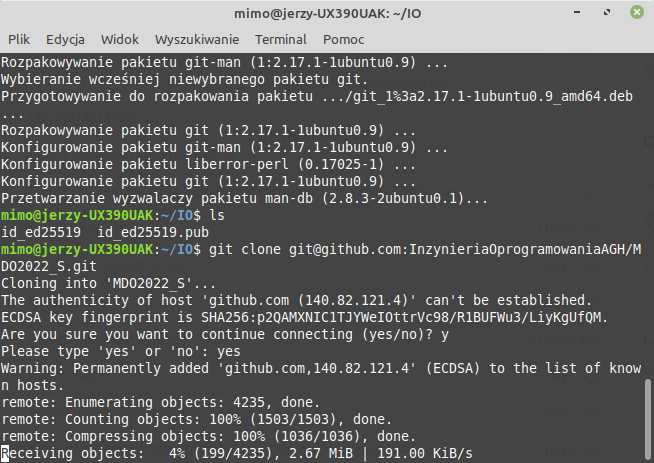 mimo@jerzy-UX390UAK: ~/IO
Plik Edycja Widok Wyszukiwanie Terminal Pomoc
Rozpakowywanie pakietu git-man (1:2.17.1-1ubuntu0.9) ...
Wybieranie wcześniej niewybranego pakietu git.
Przygotowywanie do rozpakowania pakietu .../git_1%3a2.17.1-1ubuntu0.9_amd64.deb
...
Rozpakowywanie pakietu git (1:2.17.1-1ubuntu0.9) ...
Konfigurowanie pakietu git-man (1:2.17.1-1ubuntu0.9) ...
Konfigurowanie pakietu liberror-perl (0.17025-1) ...
Konfigurowanie pakietu git (1:2.17.1-1ubuntu0.9) ...
Przetwarzanie wyzwalaczy pakietu man-db (2.8.3-2ubuntu0.1)...
mimo@jerzy-UX390UAK:~/IO$ ls
id_ed25519  id_ed25519.pub
mimo@jerzy-UX390UAK:~/IO$ git clone git@github.com:InzynieriaOprogramowaniaAGH/M
DO2022_S.git
Cloning into 'MDO2022_S'...
The authenticity of host 'github.com (140.82.121.4)' can't be established.
ECDSA key fingerprint is SHA256:p2QAMXNIC1TJYWeIOttrVc98/R1BUFWu3/LiyKgUfQM.
Are you sure you want to continue connecting (yes/no)? y
Please type 'yes' or 'no': yes
Warning: Permanently added 'github.com,140.82.121.4' (ECDSA) to the list of know
n hosts.
remote: Enumerating objects: 4235, done.
remote: Counting objects: 100% (1503/1503), done.
remote: Compressing objects: 100% (1036/1036), done.
Receiving objects:   4% (199/4235), 2.67 MiB | 191.00 KiB/s